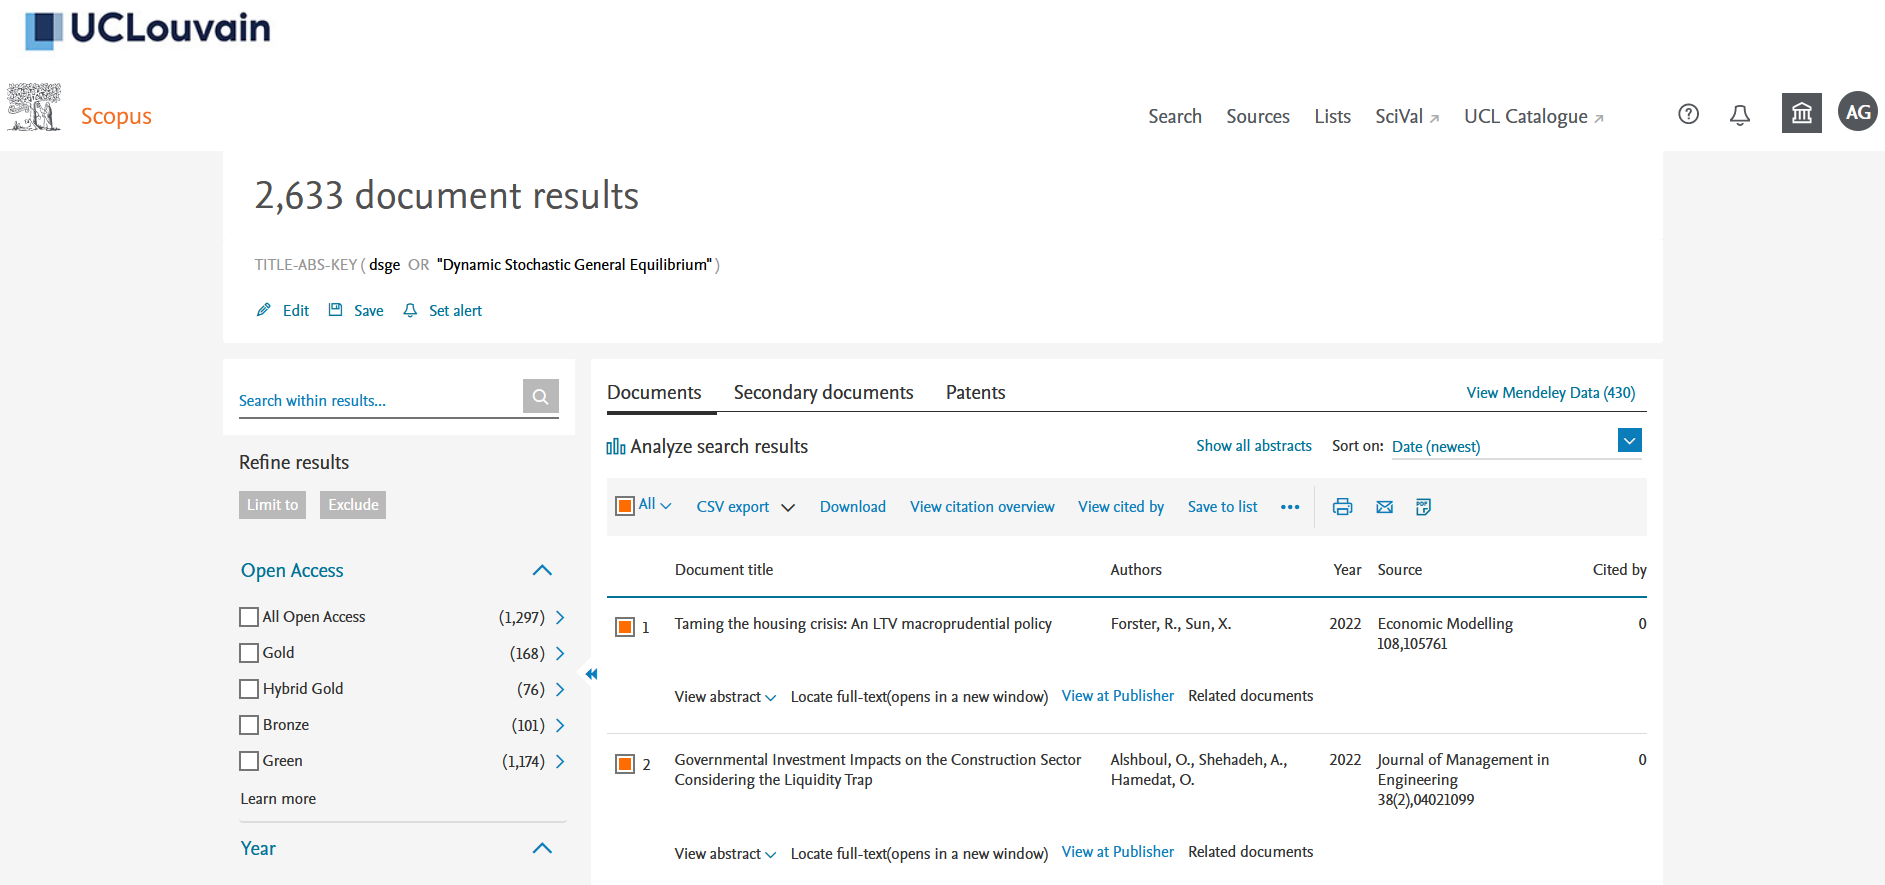 UCLouvain
Scopus
Search Sources Lists SciVal UCL Catalogue
AG
2,633 document results
TITLE-ABS-KEY ( dsge OR "Dynamic Stochastic General Equilibrium" )
Edit Save Set alert
Search within results...
Refine results
Limit to Exclude
Open Access
All Open Access (1,297)
Gold (168)
Hybrid Gold (76)
Bronze (101)
Green (1,174)
Learn more
Year
Documents Secondary documents Patents View Mendeley Data (430)
Analyze search results Show all abstracts Sort on: Date (newest)
All CSV export Download View citation overview View cited by Save to list PDF
Document title Authors Year Source Cited by
1 Taming the housing crisis: An LTV macroprudential policy Forster, R., Sun, X. 2022 Economic Modelling 0
108,105761
View abstract Locate full-text(opens in a new window) View at Publisher Related documents
2 Governmental Investment Impacts on the Construction Sector Alshboul, O., Shehadeh, A., 2022 Journal of Management in 0
Considering the Liquidity Trap Hamedat, O. Engineering
38(2),04021099
View abstract Locate full-text(opens in a new window) View at Publisher Related documents